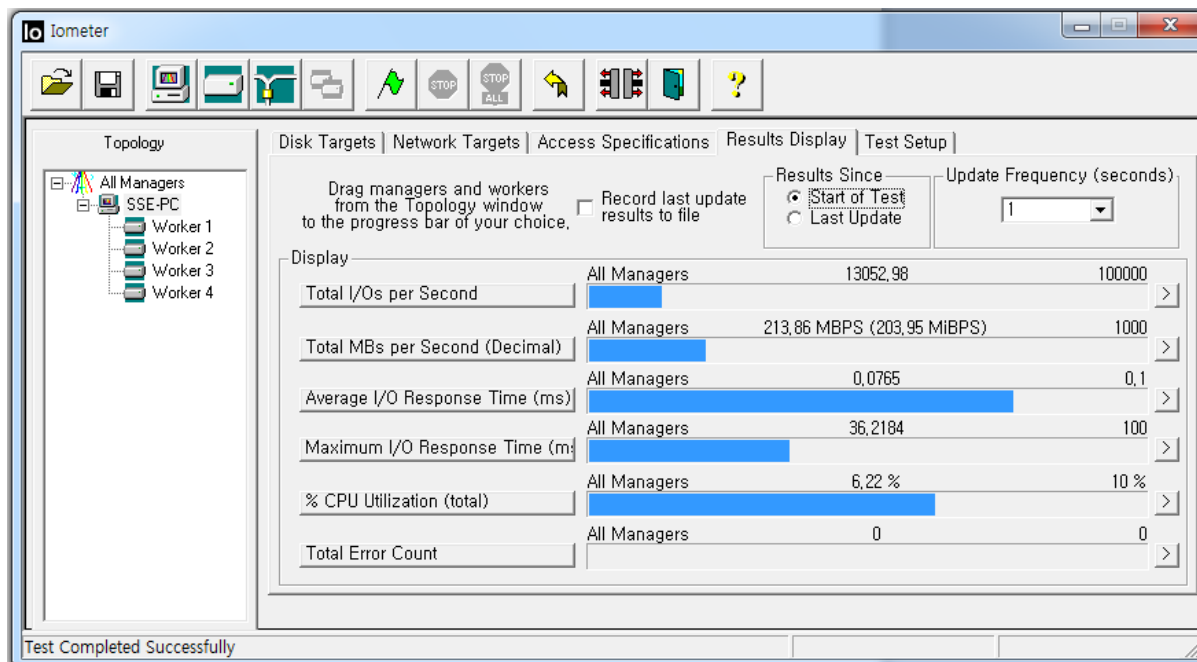 Io Iometer
STOP
STOP
ALL
?
Topology
All Managers
SSE-PC
Worker 1
Worker 2
Worker 3
Worker 4
Disk Targets Network Targets Access Specifications Results Display Test Setup
Drag managers and workers
from the Topology window
to the progress bar of your choice.
Record last update
results to file
Results Since
Start of Test
Last Update
Update Frequency (seconds)
1
Display
All Managers 13052,98 100000
Total I/Os per Second
>
All Managers 213,86 MBPS (203,95 MiBPS) 1000
Total MBs per Second (Decimal)
>
All Managers 0,0765 0,1
Average I/O Response Time (ms)
>
All Managers 36,2184 100
Maximum I/O Response Time (m
>
All Managers 6,22 % 10 %
% CPU Utilization (total)
>
All Managers 0 0
Total Error Count
>
Test Completed Successfully